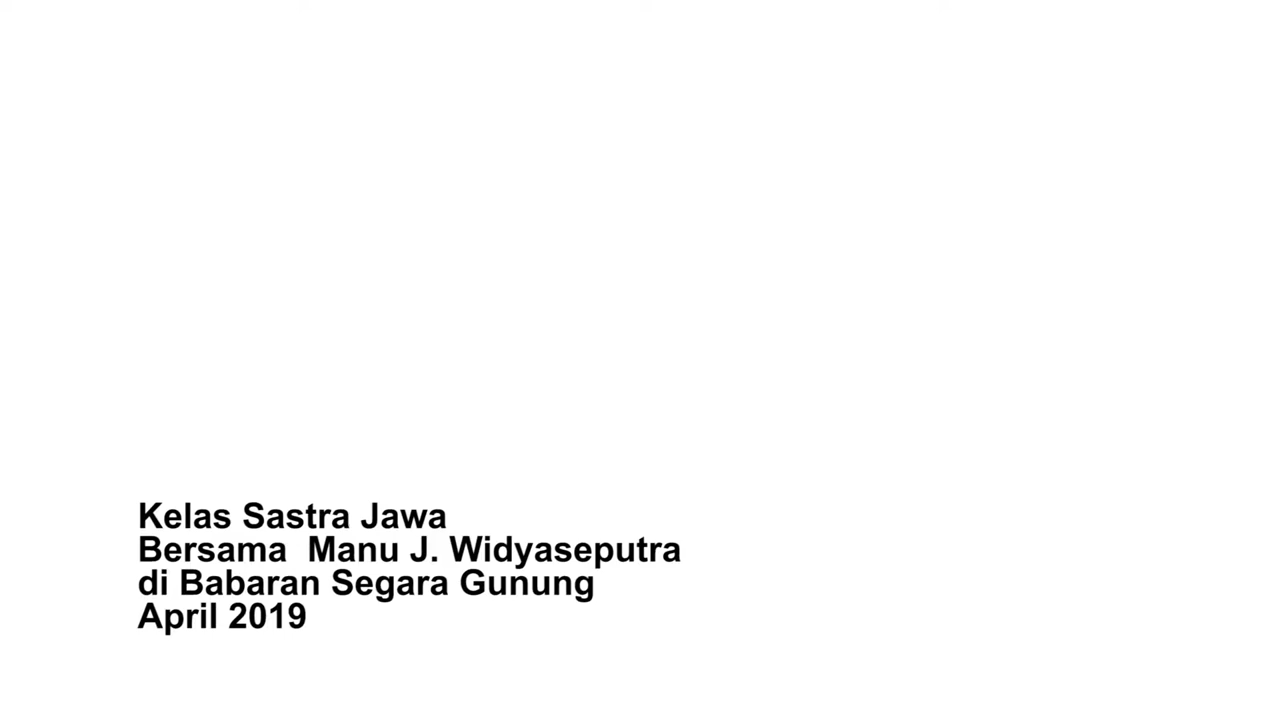 Kelas Sastra Jawa
Bersama  Manu J. Widyaseputra
di Babaran Segara Gunung
April 2019